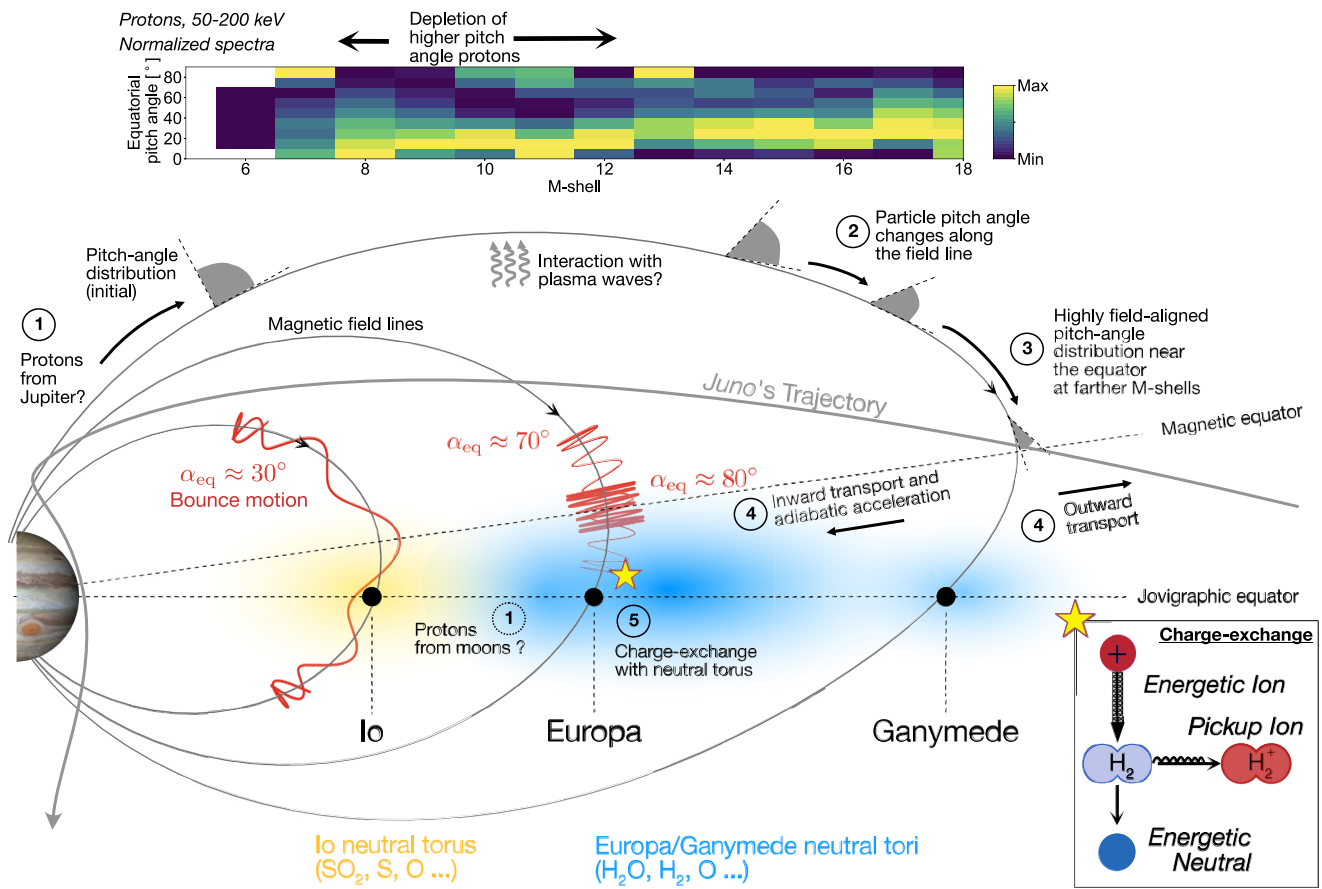 Protons, 50-200 keV
Normalized spectra
Depletion of
higher pitch
angle protons
Equatorial
pitch angle [°]
80
60
40
20
0
6
8
10
12
14
16
18
M-shell
Max
Min
Pitch-angle
distribution
(initial)
1
Protons
from
Jupiter?
Interaction with
plasma waves?
2
Particle pitch angle
changes along
the field line
Magnetic field lines
3
Highly field-aligned
pitch-angle
distribution near
the equator
at farther M-shells
Juno's Trajectory
Magnetic equator
αeq ≈ 30°
Bounce motion
αeq ≈ 70°
αeq ≈ 80°
4
Inward transport and
adiabatic acceleration
4
Outward
transport
Jovigraphic equator
1
Protons
from moons ?
5
Charge-exchange
with neutral torus
Io
Europa
Ganymede
Charge-exchange
+
Energetic Ion
Pickup Ion
H₂
H₂⁺
Energetic
Neutral
Io neutral torus
(SO₂, S, O ...)
Europa/Ganymede neutral tori
(H₂O, H₂, O ...)